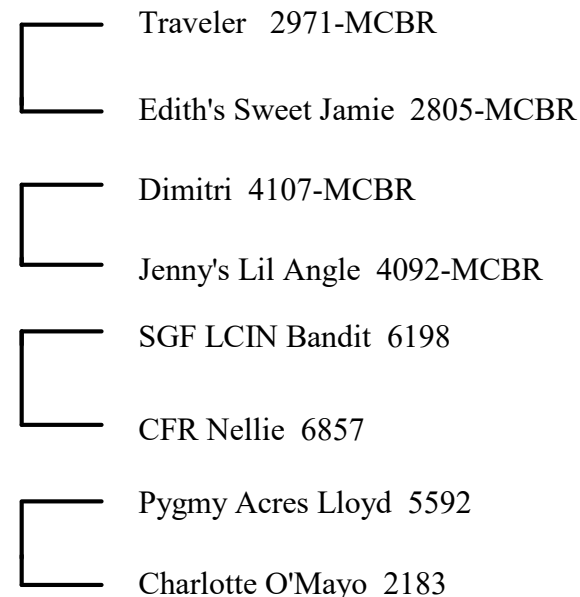 Traveler 2971-MCBR
Edith's Sweet Jamie 2805-MCBR
Dimitri 4107-MCBR
Jenny's Lil Angle 4092-MCBR
SGF LCIN Bandit 6198
CFR Nellie 6857
Pygmy Acres Lloyd 5592
Charlotte O'Mayo 2183